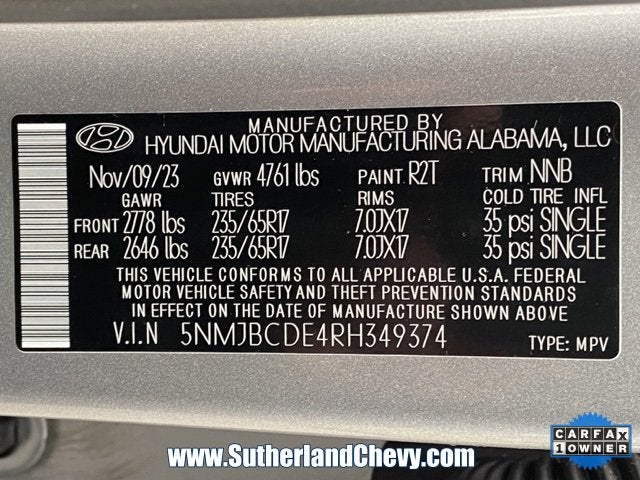 MANUFACTURED BY
HYUNDAI MOTOR MANUFACTURING ALABAMA, LLC
Nov/09/23 GVWR 4761 lbs PAINT. R2T TRIM NNB
GAWR TIRES RIMS COLD TIRE INFL
FRONT 2778 lbs 235/65R17 7.0JX17 35 psi SINGLE
REAR 2646 lbs 235/65R17 7.0JX17 35 psi SINGLE
THIS VEHICLE CONFORMS TO ALL APPLICABLE U.S.A. FEDERAL
MOTOR VEHICLE SAFETY AND THEFT PREVENTION STANDARDS
IN EFFECT ON THE DATE OF MANUFACTURE SHOWN ABOVE
V.I.N 5NMJBCDE4RH349374 TYPE: MPV
www.SutherlandChevy.com
CARFAX
1 OWNER